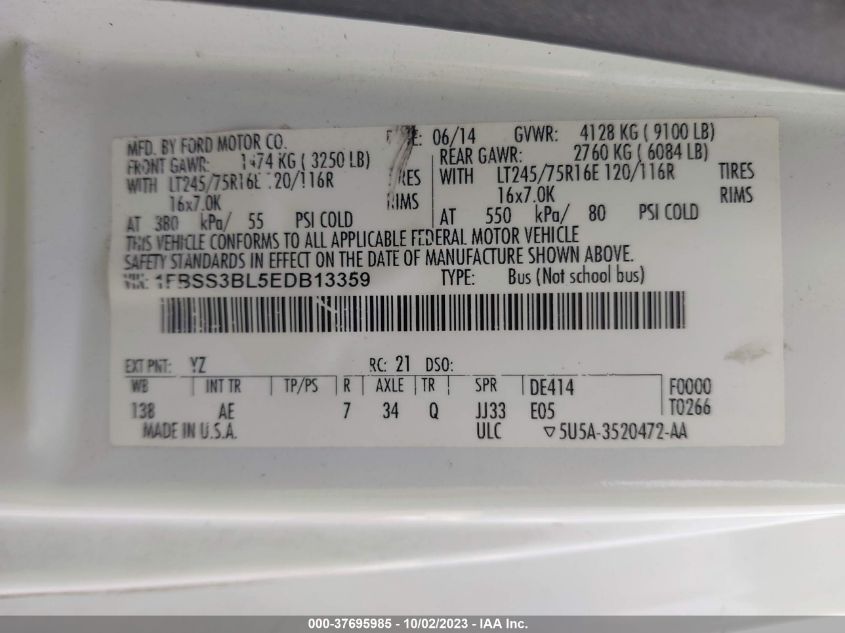 MFD. BY FORD MOTOR CO. 06/14 GVWR: 4128 KG ( 9100 LB)
FRONT GAWR: 1474 KG ( 3250 LB) REAR GAWR: 2760 KG ( 6084 LB)
WITH LT245/75R16E 120/116R TIRES WITH LT245/75R16E 120/116R TIRES
16x7.0K RIMS 16x7.0K RIMS
AT 380 kPa/ 55 PSI COLD AT 550 kPa/ 80 PSI COLD
THIS VEHICLE CONFORMS TO ALL APPLICABLE FEDERAL MOTOR VEHICLE
SAFETY STANDARDS IN EFFECT ON THE DATE OF MANUFACTURE SHOWN ABOVE.
VIN: 1FBSS3BL5EDB13359 TYPE: Bus (Not school bus)
EXT PNT: YZ RC: 21 DSO:
WB INT TR TP/PS R AXLE TR SPR DE414 F0000
138 AE 7 34 Q JJ33 E05 T0266
MADE IN U.S.A. ULC ▽5U5A-3520472-AA
000-37695985 - 10/02/2023 - IAA Inc.